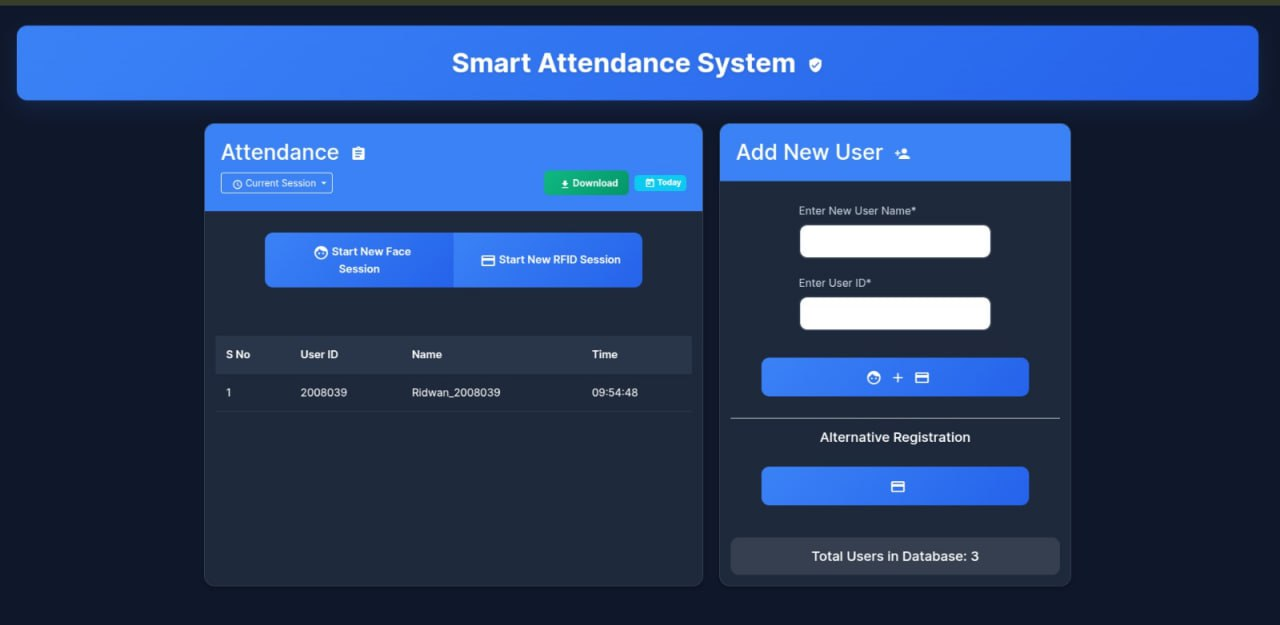 Smart Attendance System
Attendance
Current Session
Download
Today
Start New Face
Session
Start New RFID Session
S No User ID Name Time
1 2008039 Ridwan_2008039 09:54:48
Add New User
Enter New User Name*
Enter User ID*
+
Alternative Registration
Total Users in Database: 3